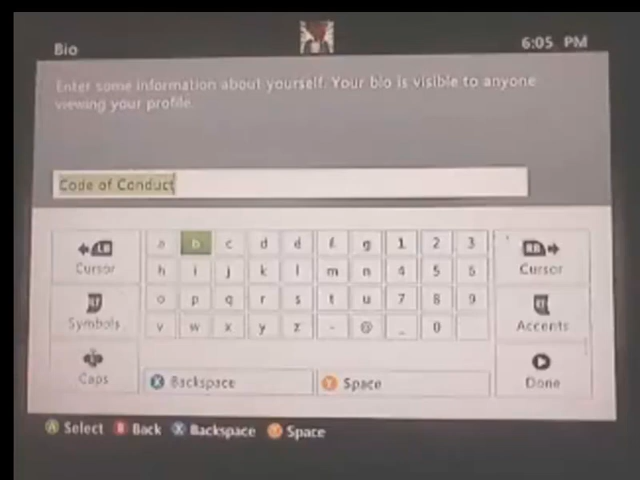 Bio
6:05 PM
Enter some information about yourself. Your bio is visible to anyone
viewing your profile.
Code of Conduct
LB
Cursor
a b c d d f g 1 2 3
RB
Cursor
h i j k l m n 4 5 6
Symbols
o p q r s t u 7 8 9
Accents
v w x y z - @ _ 0
Caps
X Backspace
Y Space
Done
A Select B Back X Backspace Y Space